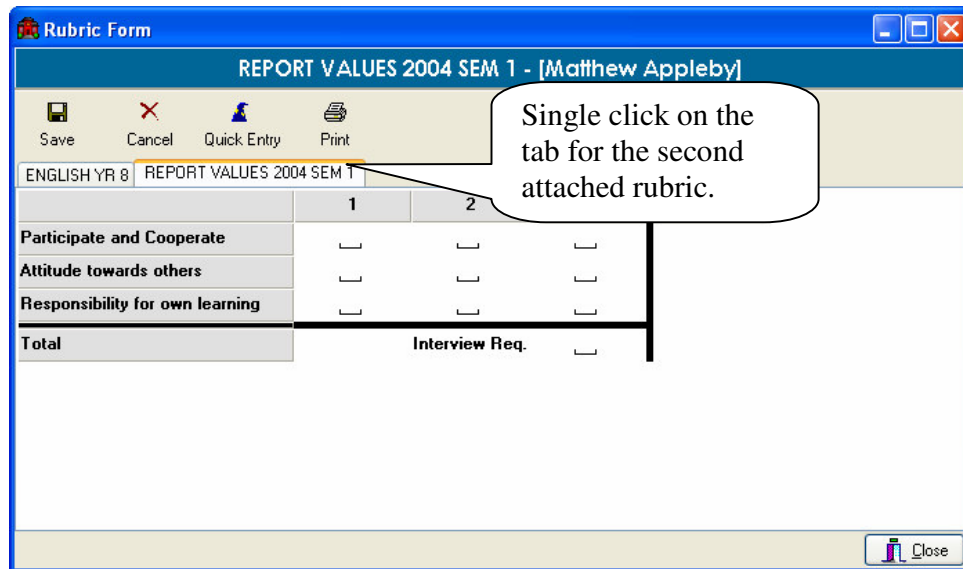 Rubric Form
REPORT VALUES 2004 SEM 1 - [Matthew Appleby]
Save Cancel Quick Entry Print
Single click on the
tab for the second
attached rubric.
ENGLISH YR 8 REPORT VALUES 2004 SEM 1
1 2
Participate and Cooperate
Attitude towards others
Responsibility for own learning
Total Interview Req.
Close